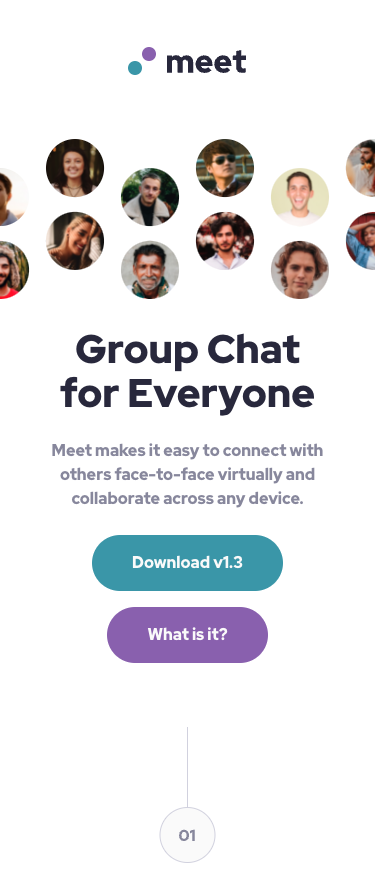 meet
Group Chat
for Everyone
Meet makes it easy to connect with
others face-to-face virtually and
collaborate across any device.
Download v1.3
What is it?
01